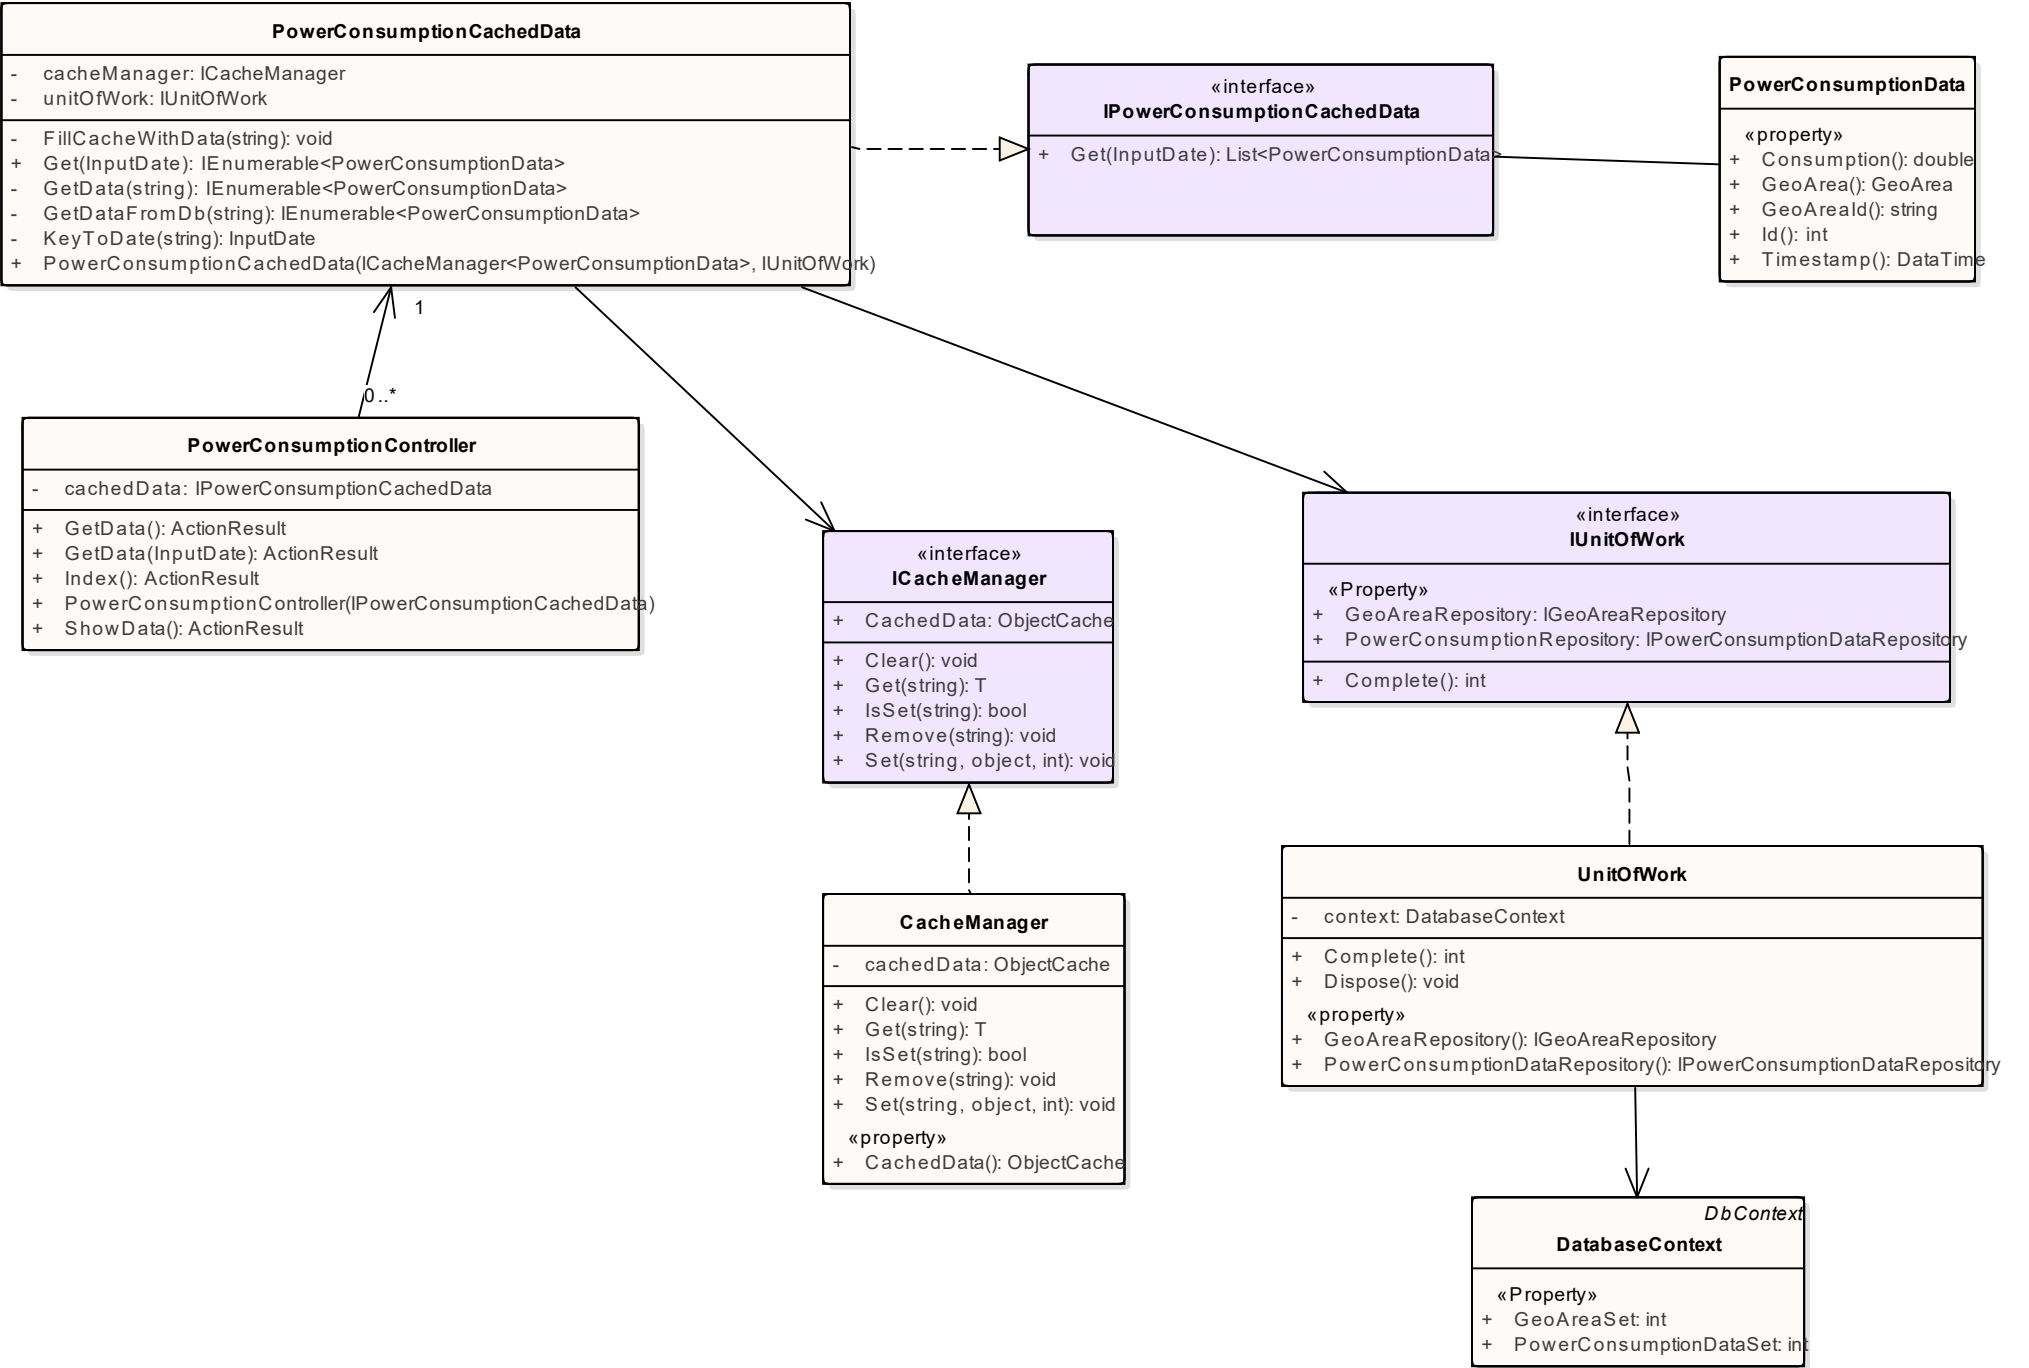 PowerConsumptionCachedData
- cacheManager: ICacheManager
- unitOfWork: IUnitOfWork
- FillCacheWithData(string): void
+ Get(InputDate): IEnumerable<PowerConsumptionData>
- GetData(string): IEnumerable<PowerConsumptionData>
- GetDataFromDb(string): IEnumerable<PowerConsumptionData>
- KeyToDate(string): InputDate
+ PowerConsumptionCachedData(ICacheManager<PowerConsumptionData>, IUnitOfWork)
«interface»
IPowerConsumptionCachedData
+ Get(InputDate): List<PowerConsumptionData>
PowerConsumptionData
«property»
+ Consumption(): double
+ GeoArea(): GeoArea
+ GeoAreaId(): string
+ Id(): int
+ Timestamp(): DataTime
1
0..*
PowerConsumptionController
- cachedData: IPowerConsumptionCachedData
+ GetData(): ActionResult
+ GetData(InputDate): ActionResult
+ Index(): ActionResult
+ PowerConsumptionController(IPowerConsumptionCachedData)
+ ShowData(): ActionResult
«interface»
ICacheManager
+ CachedData: ObjectCache
+ Clear(): void
+ Get(string): T
+ IsSet(string): bool
+ Remove(string): void
+ Set(string, object, int): void
«interface»
IUnitOfWork
«Property»
+ GeoAreaRepository: IGeoAreaRepository
+ PowerConsumptionRepository: IPowerConsumptionDataRepository
+ Complete(): int
CacheManager
- cachedData: ObjectCache
+ Clear(): void
+ Get(string): T
+ IsSet(string): bool
+ Remove(string): void
+ Set(string, object, int): void
«property»
+ CachedData(): ObjectCache
UnitOfWork
- context: DatabaseContext
+ Complete(): int
+ Dispose(): void
«property»
+ GeoAreaRepository(): IGeoAreaRepository
+ PowerConsumptionDataRepository(): IPowerConsumptionDataRepository
DbContext
DatabaseContext
«Property»
+ GeoAreaSet: int
+ PowerConsumptionDataSet: int